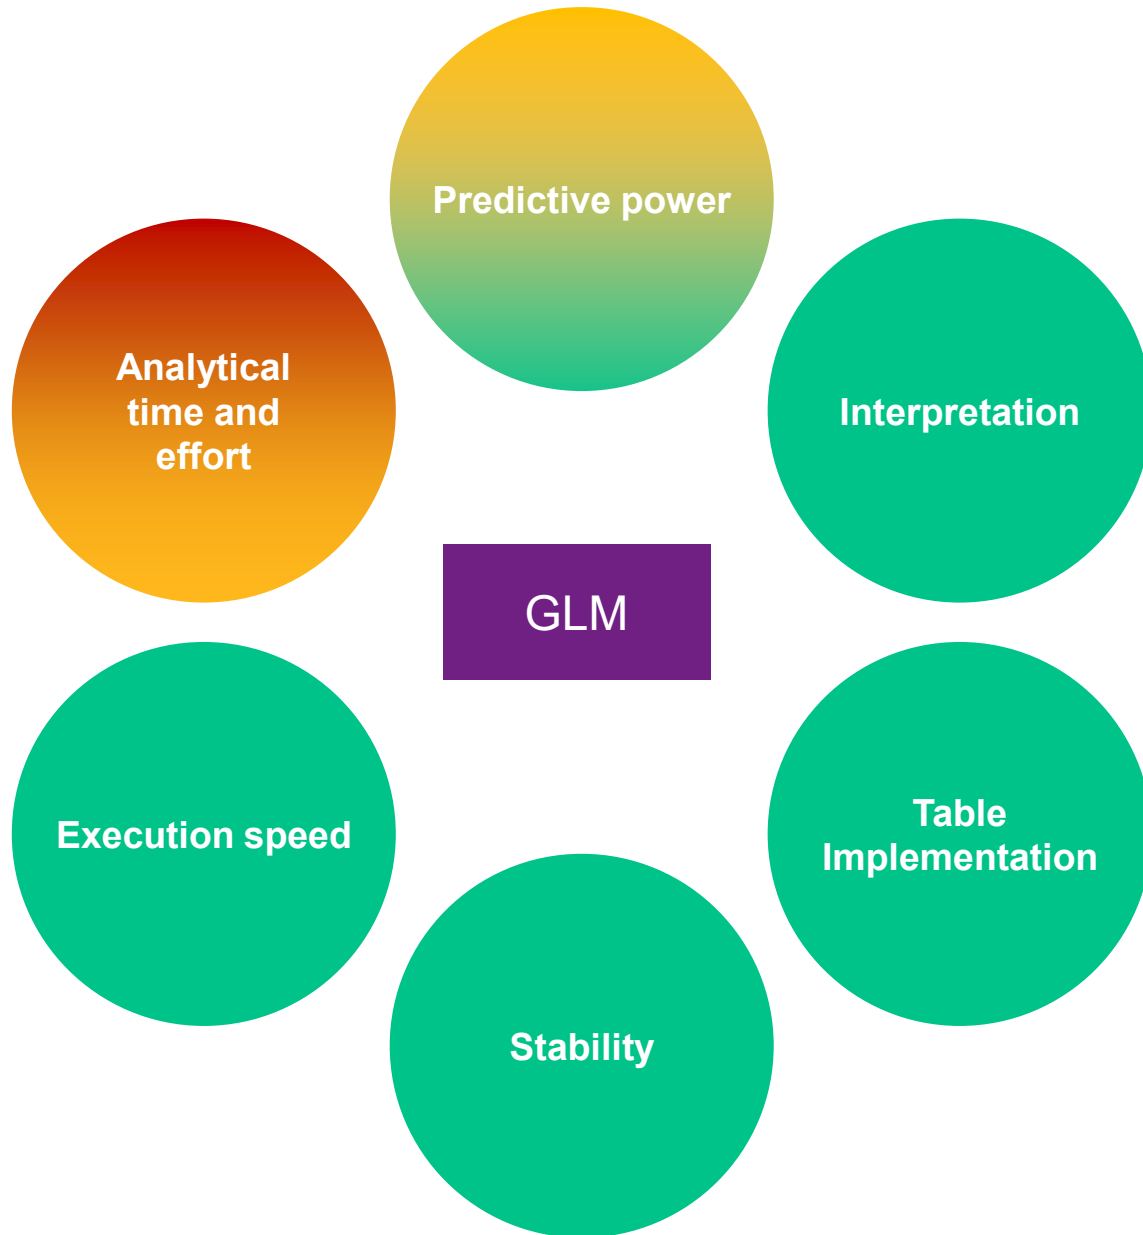 Predictive power
Analytical
time and
effort
Interpretation
GLM
Execution speed
Table
Implementation
Stability